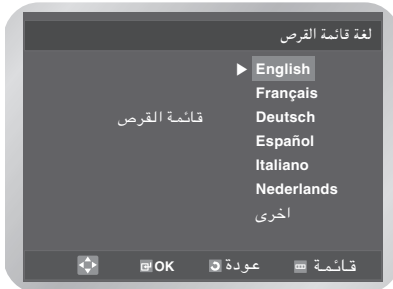 لغة قائمة القرص
English
Français
قائمة القرص Deutsch
Español
Italiano
Nederlands
اخرى
قائمة عودة OK